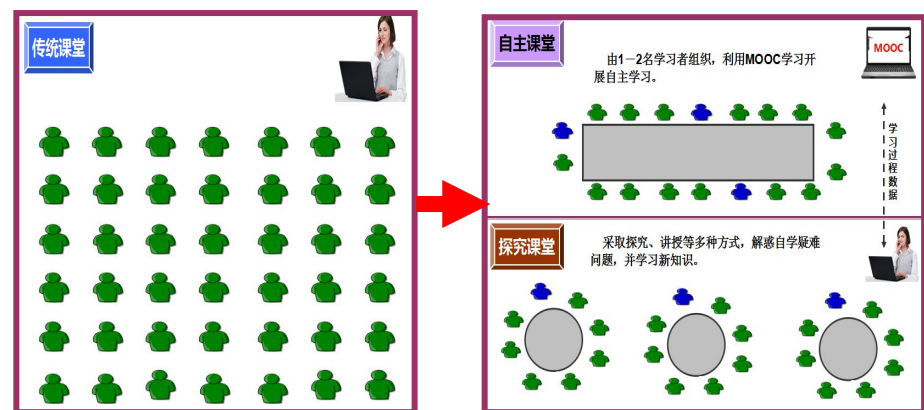 传统课堂
自主课堂
由1－2名学习者组织，利用MOOC学习开
展自主学习。
MOOC
学习过程数据
探究课堂
采取探究、讲授等多种方式，解惑自学疑难
问题，并学习新知识。